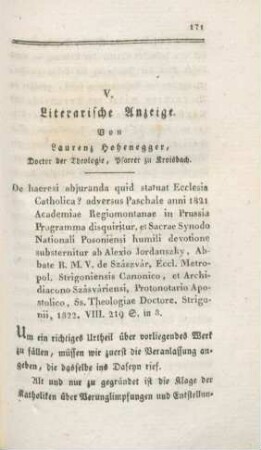 171
V.
Literarische Anzeige.
Von
Laurenz Hohenegger,
Doctor der Theologie, Pfarrer zu Kroisbach.
De haeresi abjuranda quid statuat Ecclesia
Catholica? adversus Paschale anni 1821
Academiae Regiomontanae in Prussia
Programma disquiritur, et Sacrae Synodo
Nationali Posoniensi humili devotione
substernitur ab Alexio Jordanszky, Ab-
bate R. M. V. de Szászvár, Eccl. Metrop-
pol. Strigoniensis Canonico, et Archi-
diacono Szászváriensi, Protonotario Apo-
stolico, Ss. Theologiae Doctore, Strigo-
nii, 1822. VIII. 219 S. in 8.
Um ein richtiges Urtheil über vorliegendes Werk
zu fällen, müssen wir zuerst die Veranlassung an-
geben, die dasselbe ins Daseyn rief.
Alt und nur zu gegründet ist die Klage der
Katholiken über Verunglimpfungen und Entstellun-